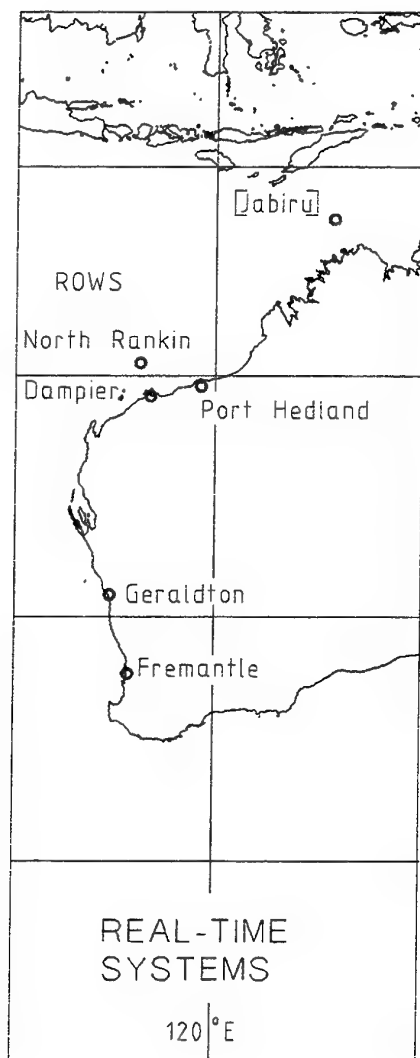 [Jabiru]
ROWS
North Rankin
Dampier
Port Hedland
Geraldton
Fremantle
REAL-TIME
SYSTEMS
120°E